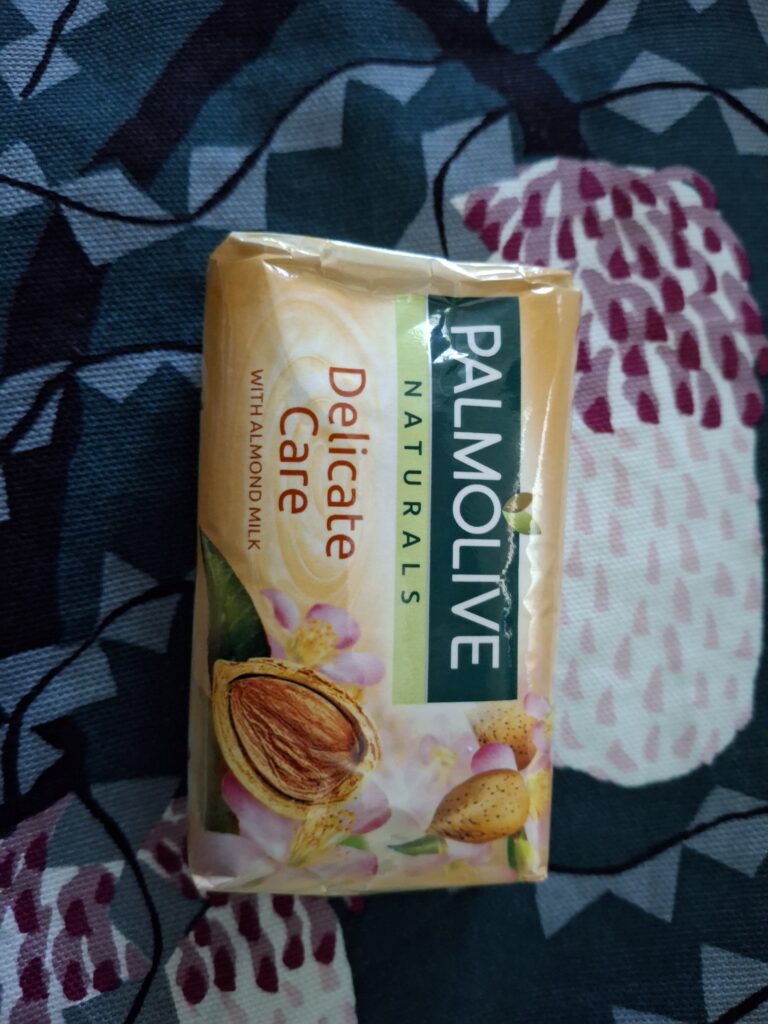 PALMOLIVE
NATURALS
Delicate
Care
WITH ALMOND MILK